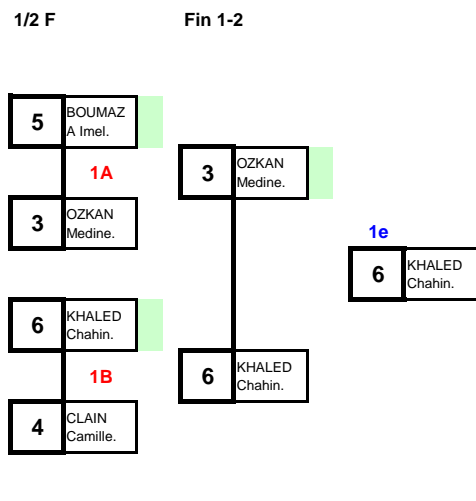 1/2 F
Fin 1-2
5
BOUMAZ
A Imel.
1A
3
OZKAN
Medine.
6
KHALED
Chahin.
1B
4
CLAIN
Camille.
3
OZKAN
Medine.
6
KHALED
Chahin.
1e
6
KHALED
Chahin.